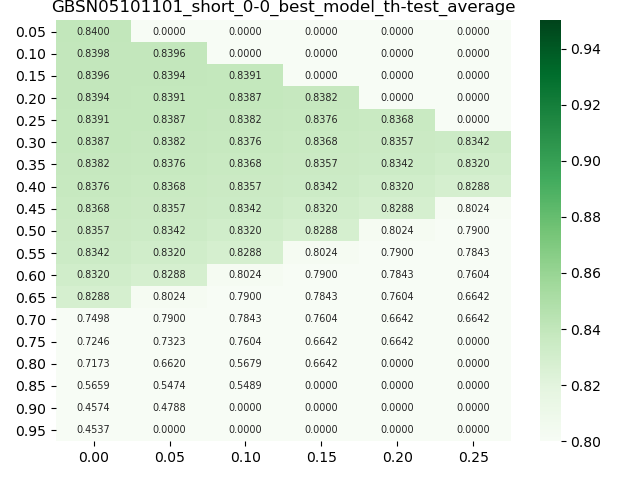 GBSN05101101_short_0-0_best_model_th-test_average
0.05 0.8400 0.0000 0.0000 0.0000 0.0000 0.0000
0.10 0.8398 0.8396 0.0000 0.0000 0.0000 0.0000
0.15 0.8396 0.8394 0.8391 0.0000 0.0000 0.0000
0.20 0.8394 0.8391 0.8387 0.8382 0.0000 0.0000
0.25 0.8391 0.8387 0.8382 0.8376 0.8368 0.0000
0.30 0.8387 0.8382 0.8376 0.8368 0.8357 0.8342
0.35 0.8382 0.8376 0.8368 0.8357 0.8342 0.8320
0.40 0.8376 0.8368 0.8357 0.8342 0.8320 0.8288
0.45 0.8368 0.8357 0.8342 0.8320 0.8288 0.8024
0.50 0.8357 0.8342 0.8320 0.8288 0.8024 0.7900
0.55 0.8342 0.8320 0.8288 0.8024 0.7900 0.7843
0.60 0.8320 0.8288 0.8024 0.7900 0.7843 0.7604
0.65 0.8288 0.8024 0.7900 0.7843 0.7604 0.6642
0.70 0.7498 0.7900 0.7843 0.7604 0.6642 0.6642
0.75 0.7246 0.7323 0.7604 0.6642 0.6642 0.0000
0.80 0.7173 0.6620 0.5679 0.6642 0.0000 0.0000
0.85 0.5659 0.5474 0.5489 0.0000 0.0000 0.0000
0.90 0.4574 0.4788 0.0000 0.0000 0.0000 0.0000
0.95 0.4537 0.0000 0.0000 0.0000 0.0000 0.0000
0.00 0.05 0.10 0.15 0.20 0.25
0.94
0.92
0.90
0.88
0.86
0.84
0.82
0.80